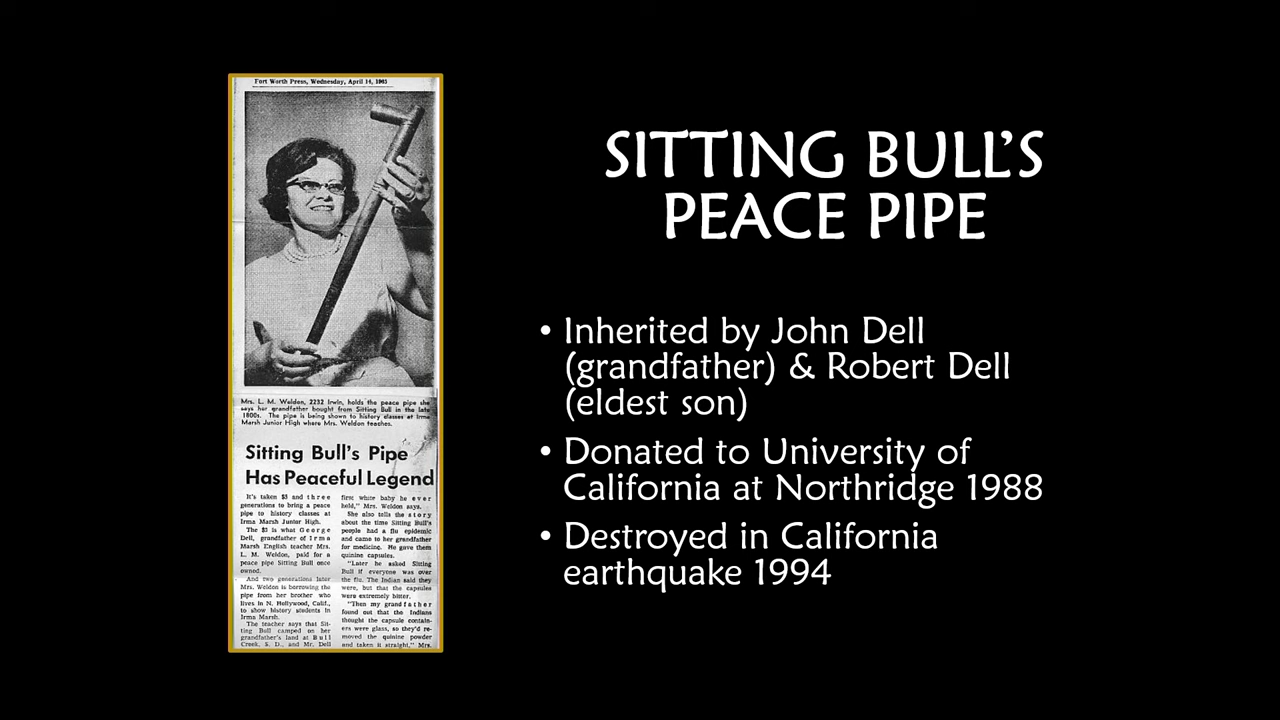 Fort Worth Press, Wednesday, April 14, 1965
Mrs. L. M. Weldon, 2232 Irwin, holds the peace pipe she
says her grandfather bought from Sitting Bull in the late
1800s. The pipe is being shown to history classes at Irma
Marsh Junior High where Mrs. Weldon teaches.
Sitting Bull's Pipe
Has Peaceful Legend
It's taken $3 and three
generations to bring a peace
pipe to history classes at
Irma Marsh Junior High.
The $3 is what George
Dell, grandfather of Irma
Marsh English teacher Mrs.
L. M. Weldon, paid for a
peace pipe Sitting Bull once
owned.
And two generations later
Mrs. Weldon is borrowing the
pipe from her brother who
lives in N. Hollywood, Calif.,
to show history students in
Irma Marsh.
The teacher says that Sit-
ting Bull camped on her
grandfather's land at Bull
Creek, S. D., and Mr. Dell
first white baby he ever
held," Mrs. Weldon says.
She also tells the story
about the time Sitting Bull's
people had a flu epidemic
and came to her grandfather
for medicine. He gave them
quinine capsules.
"Later he asked Sitting
Bull if everyone was over
the flu. The Indian said they
were, but that the capsules
were extremely bitter.
"Then my grandfather
found out that the Indians
thought the capsule contain-
ers were glass, so they'd re-
moved the quinine powder
and taken it straight," Mrs.
SITTING BULL'S
PEACE PIPE
• Inherited by John Dell
(grandfather) & Robert Dell
(eldest son)
• Donated to University of
California at Northridge 1988
• Destroyed in California
earthquake 1994